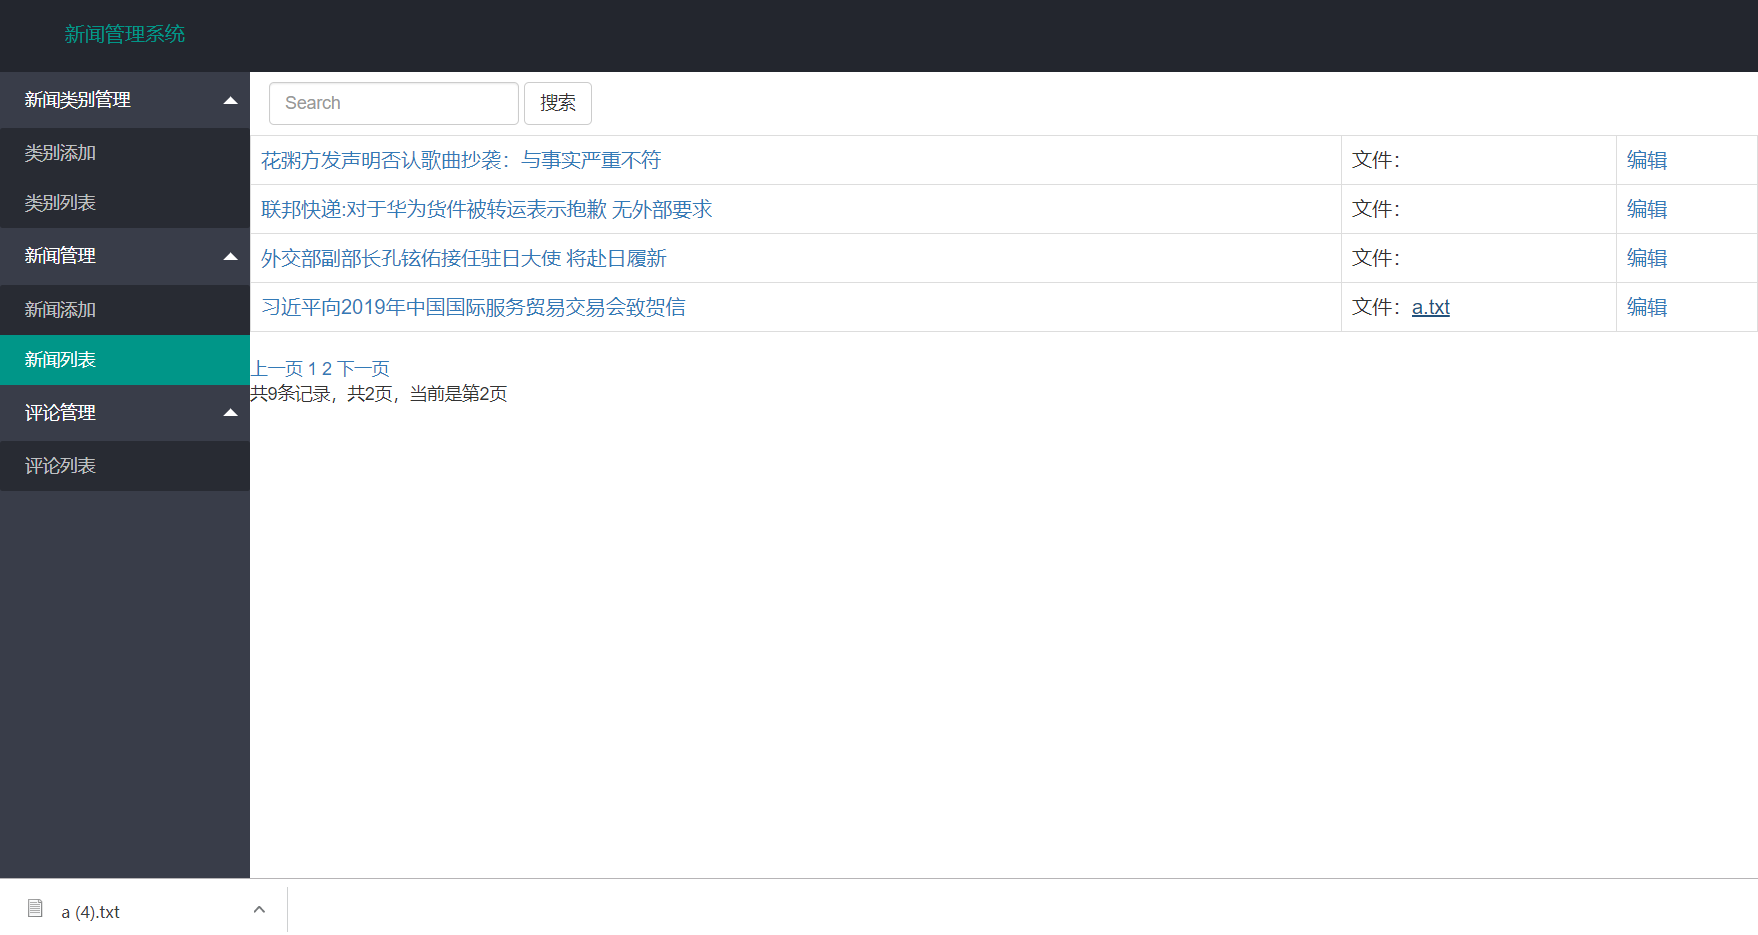 新闻管理系统
新闻类别管理
类别添加
类别列表
新闻管理
新闻添加
新闻列表
评论管理
评论列表
Search 搜索
花粥方发声明否认歌曲抄袭：与事实严重不符 文件： 编辑
联邦快递:对于华为货件被转运表示抱歉 无外部要求 文件： 编辑
外交部副部长孔铉佑接任驻日大使 将赴日履新 文件： 编辑
习近平向2019年中国国际服务贸易交易会致贺信 文件：a.txt 编辑
上一页 1 2 下一页
共9条记录，共2页，当前是第2页
a (4).txt